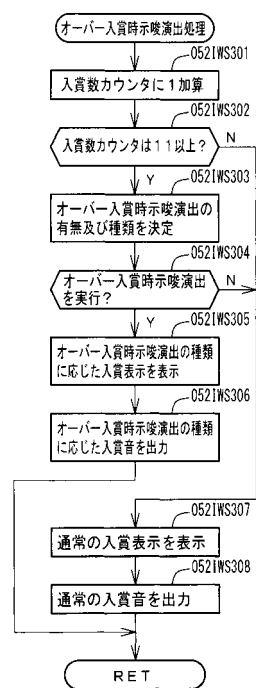 オーバー入賞時示唆演出処理
052IWS301
入賞数カウンタに1加算
052IWS302
入賞数カウンタは11以上?
N
Y
052IWS303
オーバー入賞時示唆演出の
有無及び種類を決定
052IWS304
オーバー入賞時示唆演出
を実行?
N
Y
052IWS305
オーバー入賞時示唆演出の種類
に応じた入賞表示を表示
052IWS306
オーバー入賞時示唆演出の種類
に応じた入賞音を出力
052IWS307
通常の入賞表示を表示
052IWS308
通常の入賞音を出力
RET